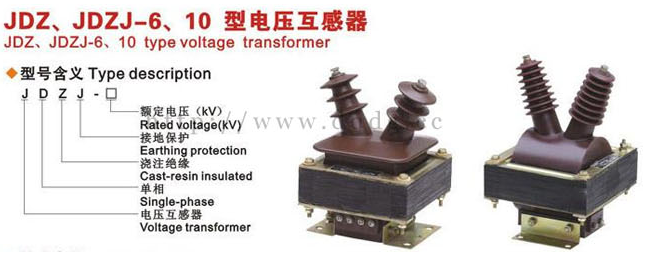 JDZ、JDZJ-6、10 型电压互感器
JDZ、JDZJ-6、10 type voltage transformer
型号含义 Type description
J D Z J - □
额定电压（kV）
Rated voltage(kV)
接地保护
Earthing protection
浇注绝缘
Cast-resin insulated
单相
Single-phase
电压互感器
Voltage transformer